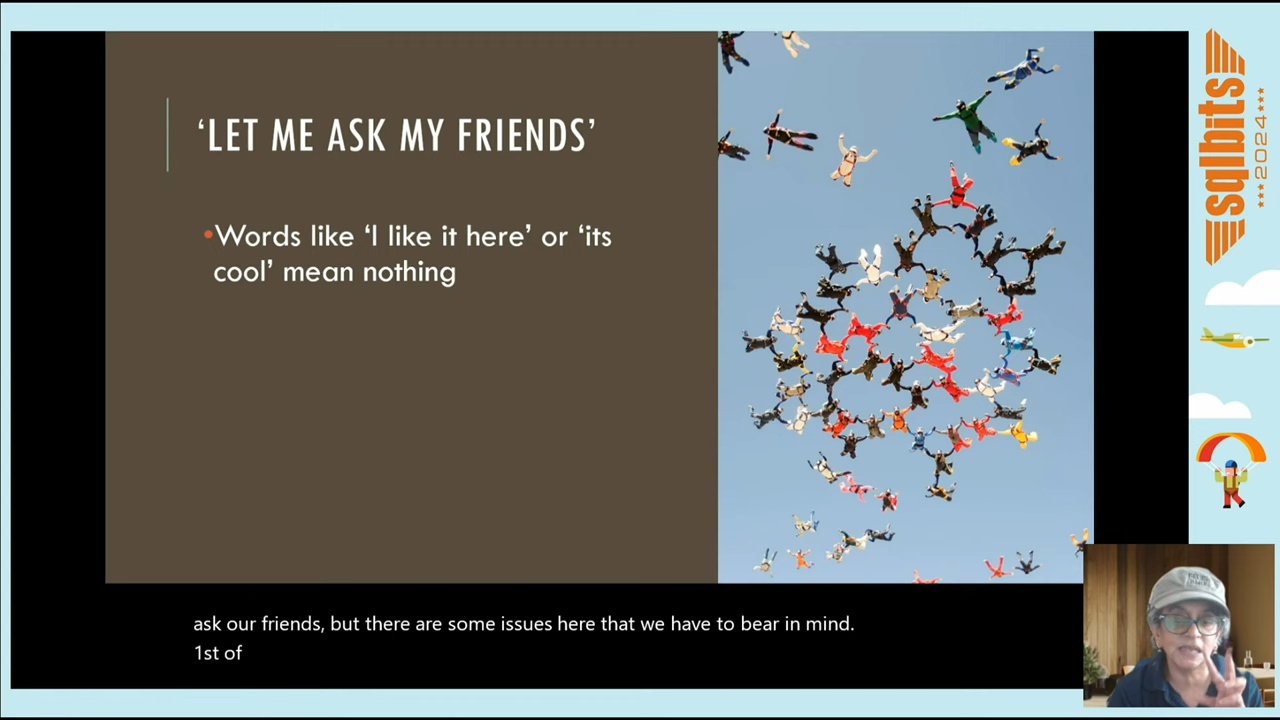 ‘LET ME ASK MY FRIENDS’
•Words like ‘I like it here’ or ‘its
cool’ mean nothing
ask our friends, but there are some issues here that we have to bear in mind.
1st of
sqlbits
2024